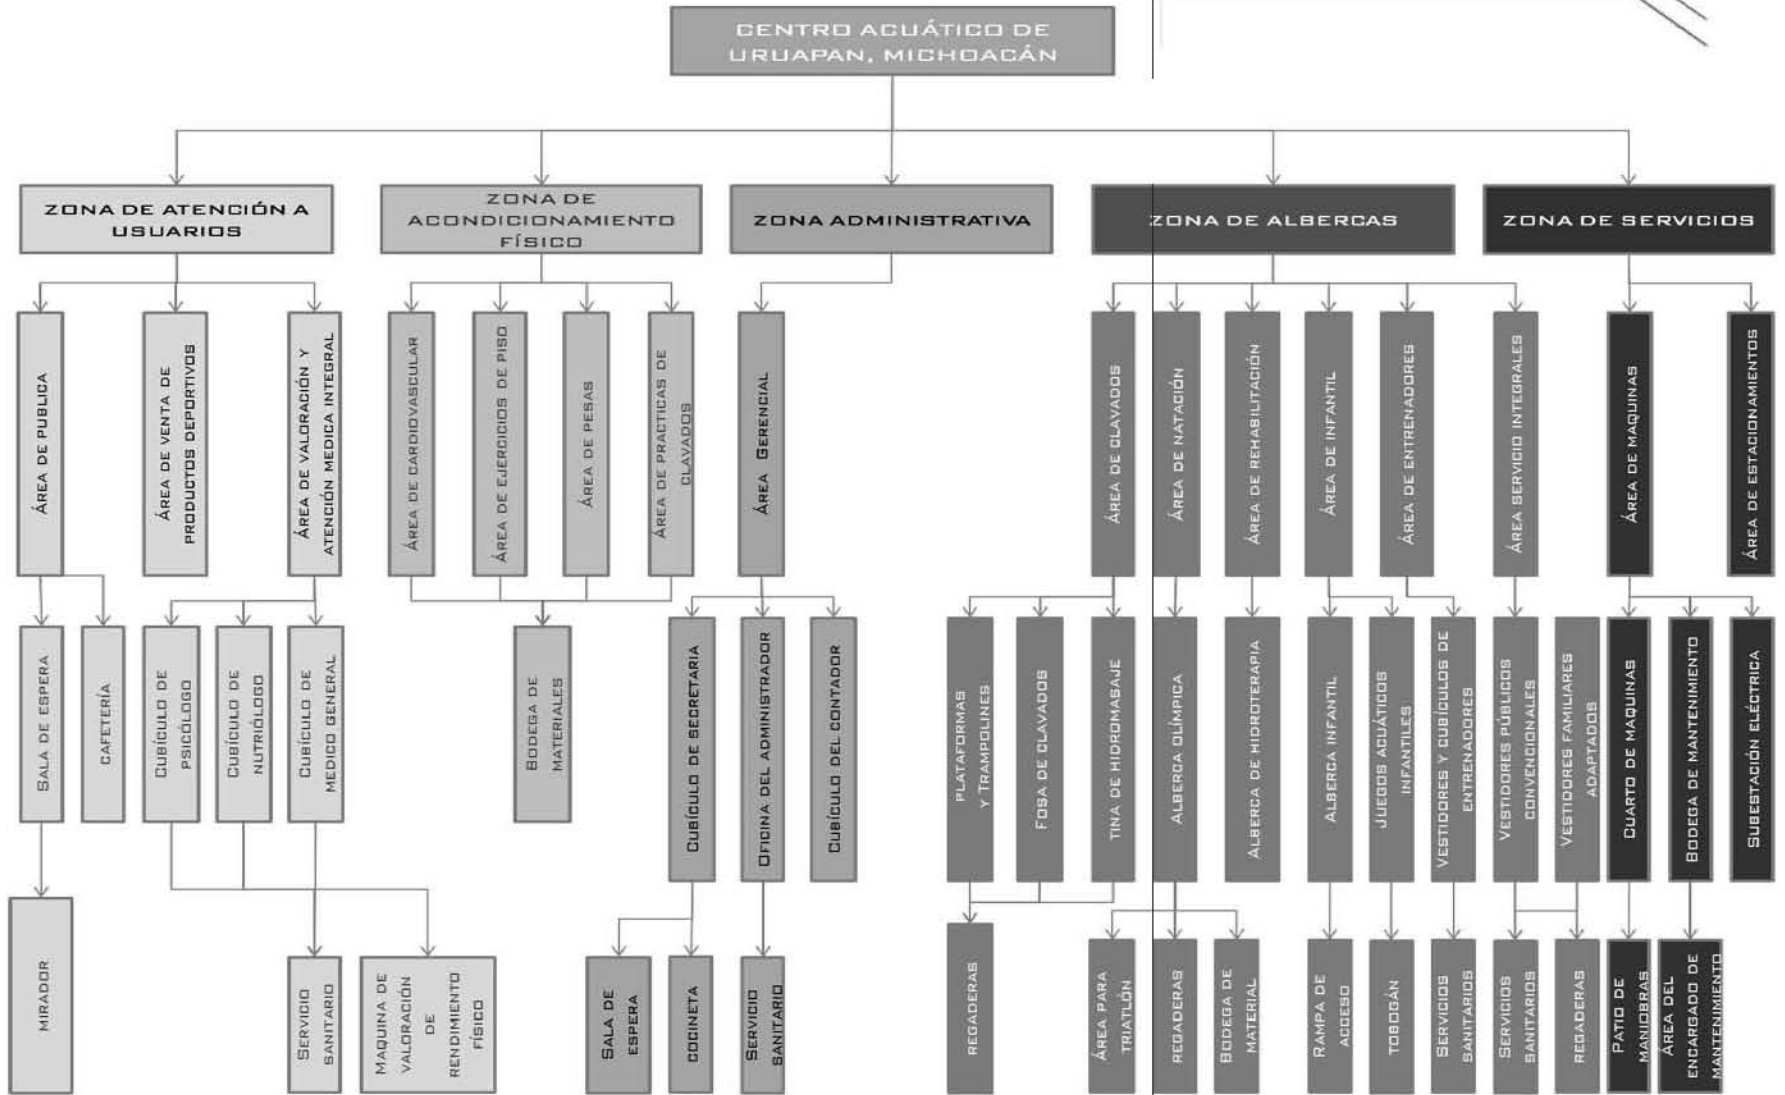 CENTRO ACUÁTICO DE
URUAPAN, MICHOACÁN
ZONA DE ATENCIÓN A
USUARIOS
ZONA DE
ACONDICIONAMIENTO
FÍSICO
ZONA ADMINISTRATIVA
ZONA DE ALBERCAS
ZONA DE SERVICIOS
ÁREA DE PUBLICA
ÁREA DE VENTA DE
PRODUCTOS DEPORTIVOS
ÁREA DE VALORACIÓN Y
ATENCIÓN MEDICA INTEGRAL
ÁREA DE CARDIOVASCULAR
ÁREA DE EJERCICIOS DE PISO
ÁREA DE PESAS
ÁREA DE PRACTICAS DE
CLAVADOS
ÁREA GERENCIAL
ÁREA DE CLAVADOS
ÁREA DE NATACIÓN
ÁREA DE REHABILITACIÓN
ÁREA DE INFANTIL
ÁREA DE ENTRENADORES
ÁREA SERVICIO INTEGRALES
ÁREA DE MAQUINAS
ÁREA DE ESTACIONAMIENTOS
SALA DE ESPERA
CAFETERÍA
CUBÍCULO DE
PSICÓLOGO
CUBÍCULO DE
NUTRIÓLOGO
CUBÍCULO DE
MEDICO GENERAL
BODEGA DE
MATERIALES
CUBÍCULO DE SECRETARIA
OFICINA DEL ADMINISTRADOR
CUBÍCULO DEL CONTADOR
PLATAFORMAS
Y TRAMPOLINES
FOSA DE CLAVADOS
TINA DE HIDROMASAJE
ALBERCA OLÍMPICA
ALBERCA DE HIDROTERAPIA
ALBERCA INFANTIL
JUEGOS ACUÁTICOS
INFANTILES
VESTIDORES Y CUBÍCULOS DE
ENTRENADORES
VESTIDORES PÚBLICOS
CONVENCIONALES
VESTIDORES FAMILIARES
ADAPTADOS
CUARTO DE MAQUINAS
BODEGA DE MANTENIMIENTO
SUBESTACIÓN ELÉCTRICA
MIRADOR
SERVICIO
SANITARIO
MAQUINA DE
VALORACIÓN
DE
RENDIMIENTO
FÍSICO
SALA DE
ESPERA
COCINETA
SERVICIO
SANITARIO
REGADERAS
ÁREA PARA
TRIATLÓN
REGADERAS
BODEGA DE
MATERIAL
RAMPA DE
ACCESO
TOBOGÁN
SERVICIOS
SANITARIOS
SERVICIOS
SANITARIOS
REGADERAS
PATIO DE
MANIOBRAS
ÁREA DEL
ENCARGADO DE
MANTENIMIENTO